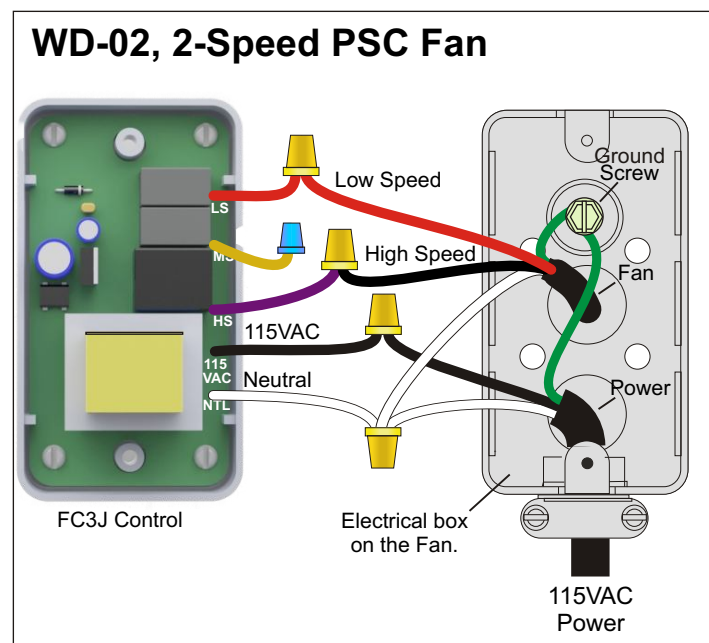 WD-02, 2-Speed PSC Fan
Low Speed
Ground
Screw
LS
High Speed
MS
Fan
HS
115VAC
115
VAC
Neutral
Power
NTL
FC3J Control
Electrical box
on the Fan.
115VAC
Power